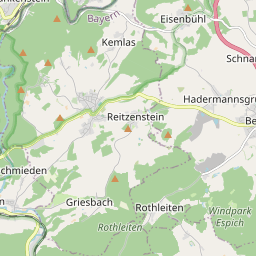 Bayern
Eisenbühl
Kemlas
Schna
Hadermannsgrü
Reitzenstein
Be
chmieden
Griesbach
Rothleiten
Rothleiten
Windpark
Espich